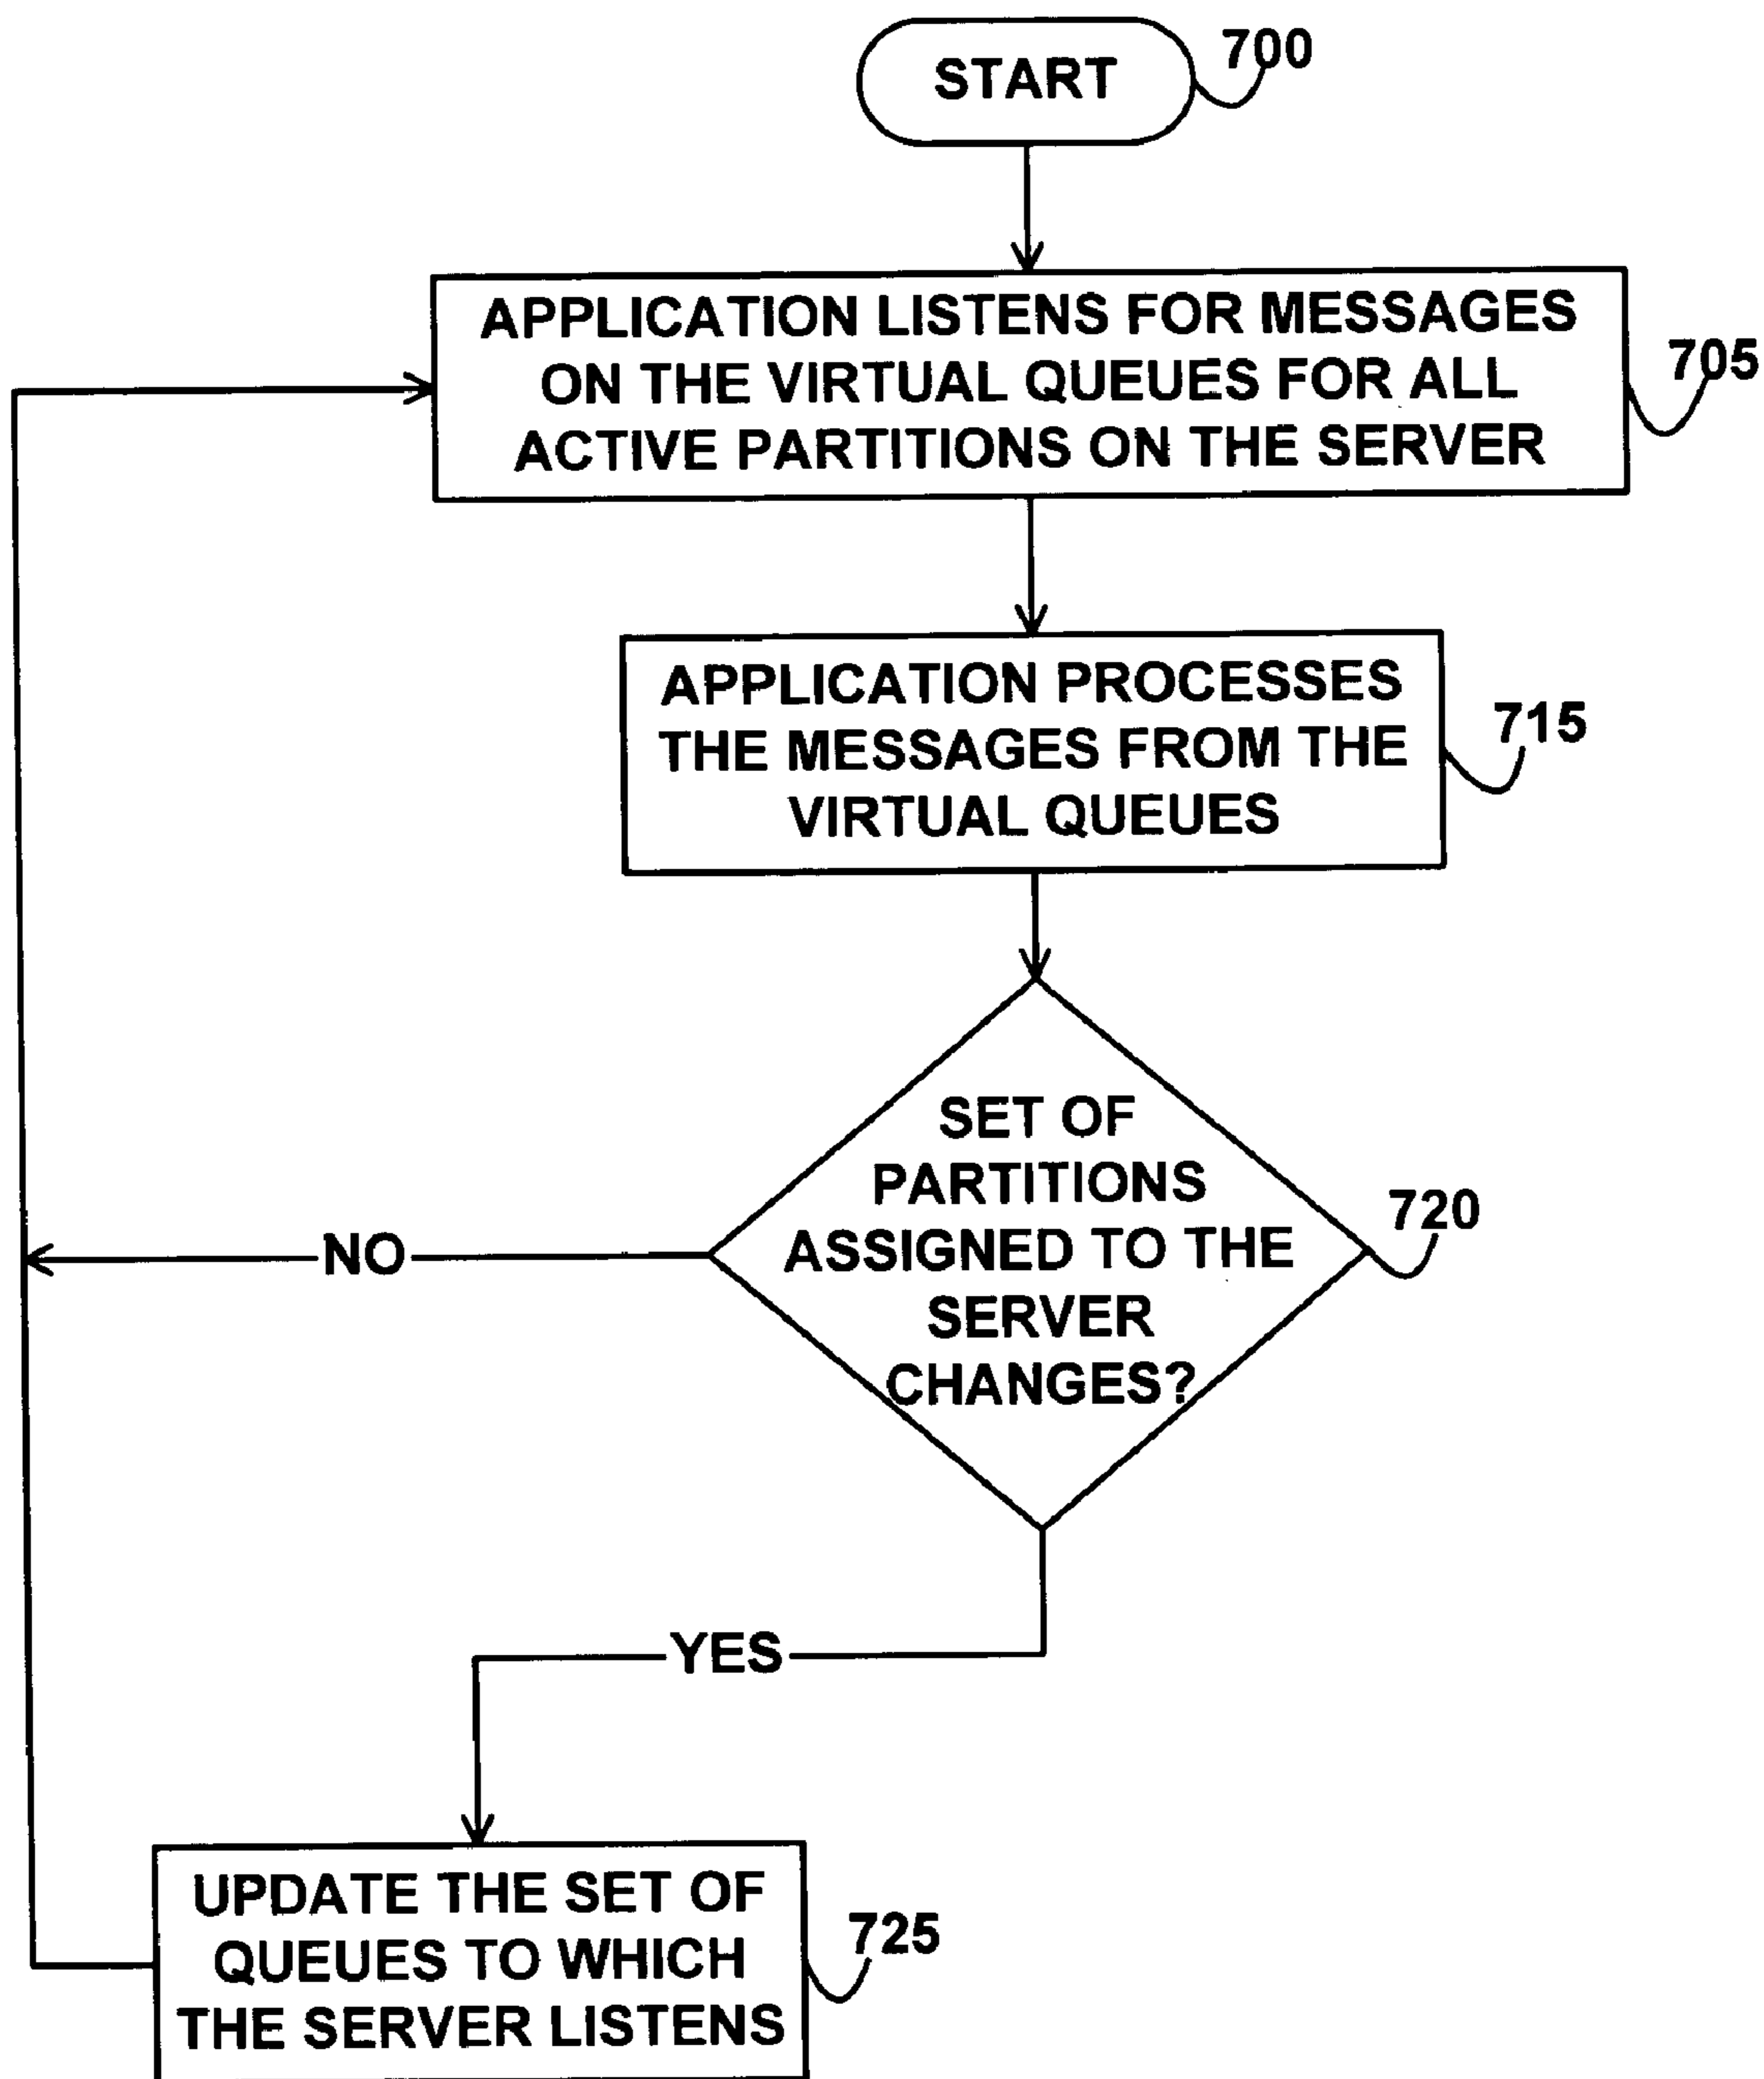 START
700
APPLICATION LISTENS FOR MESSAGES
ON THE VIRTUAL QUEUES FOR ALL
ACTIVE PARTITIONS ON THE SERVER
705
APPLICATION PROCESSES
THE MESSAGES FROM THE
VIRTUAL QUEUES
715
SET OF
PARTITIONS
ASSIGNED TO THE
SERVER
CHANGES?
720
NO
YES
UPDATE THE SET OF
QUEUES TO WHICH
THE SERVER LISTENS
725